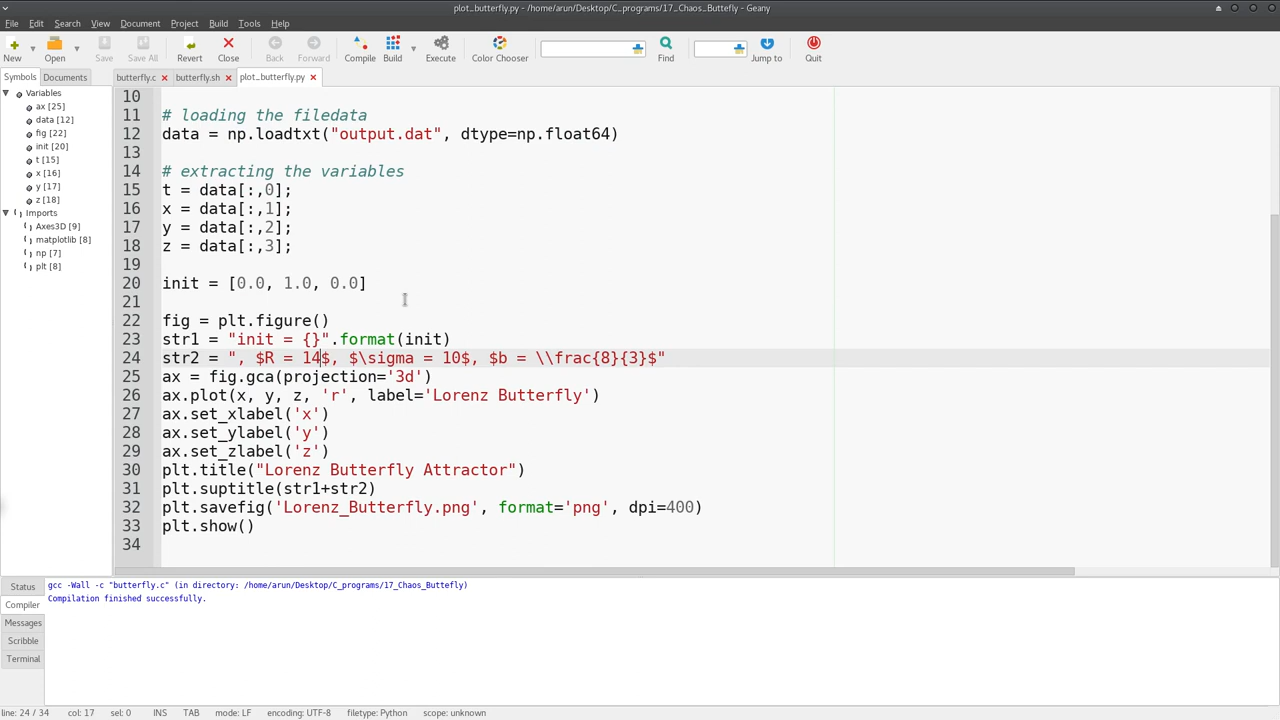 plot_butterfly.py - /home/arun/Desktop/C_programs/17_Chaos_Buttefly - Geany
File Edit Search View Document Project Build Tools Help
New Open Save Save All Revert Close Back Forward Compile Build Execute Color Chooser Find Jump to Quit
Symbols Documents butterfly.c butterfly.sh plot_butterfly.py
Variables
ax [25]
data [12]
fig [22]
init [20]
t [15]
x [16]
y [17]
z [18]
Imports
Axes3D [9]
matplotlib [8]
np [7]
plt [8]
10
11 # loading the filedata
12 data = np.loadtxt("output.dat", dtype=np.float64)
13
14 # extracting the variables
15 t = data[:,0];
16 x = data[:,1];
17 y = data[:,2];
18 z = data[:,3];
19
20 init = [0.0, 1.0, 0.0]
21
22 fig = plt.figure()
23 str1 = "init = {}".format(init)
24 str2 = ", $R = 14$, $\sigma = 10$, $b = \\frac{8}{3}$"
25 ax = fig.gca(projection='3d')
26 ax.plot(x, y, z, 'r', label='Lorenz Butterfly')
27 ax.set_xlabel('x')
28 ax.set_ylabel('y')
29 ax.set_zlabel('z')
30 plt.title("Lorenz Butterfly Attractor")
31 plt.suptitle(str1+str2)
32 plt.savefig('Lorenz_Butterfly.png', format='png', dpi=400)
33 plt.show()
34
Status
Compiler
Messages
Scribble
Terminal
gcc -Wall -c "butterfly.c" (in directory: /home/arun/Desktop/C_programs/17_Chaos_Buttefly)
Compilation finished successfully.
line: 24 / 34 col: 17 sel: 0 INS TAB mode: LF encoding: UTF-8 filetype: Python scope: unknown